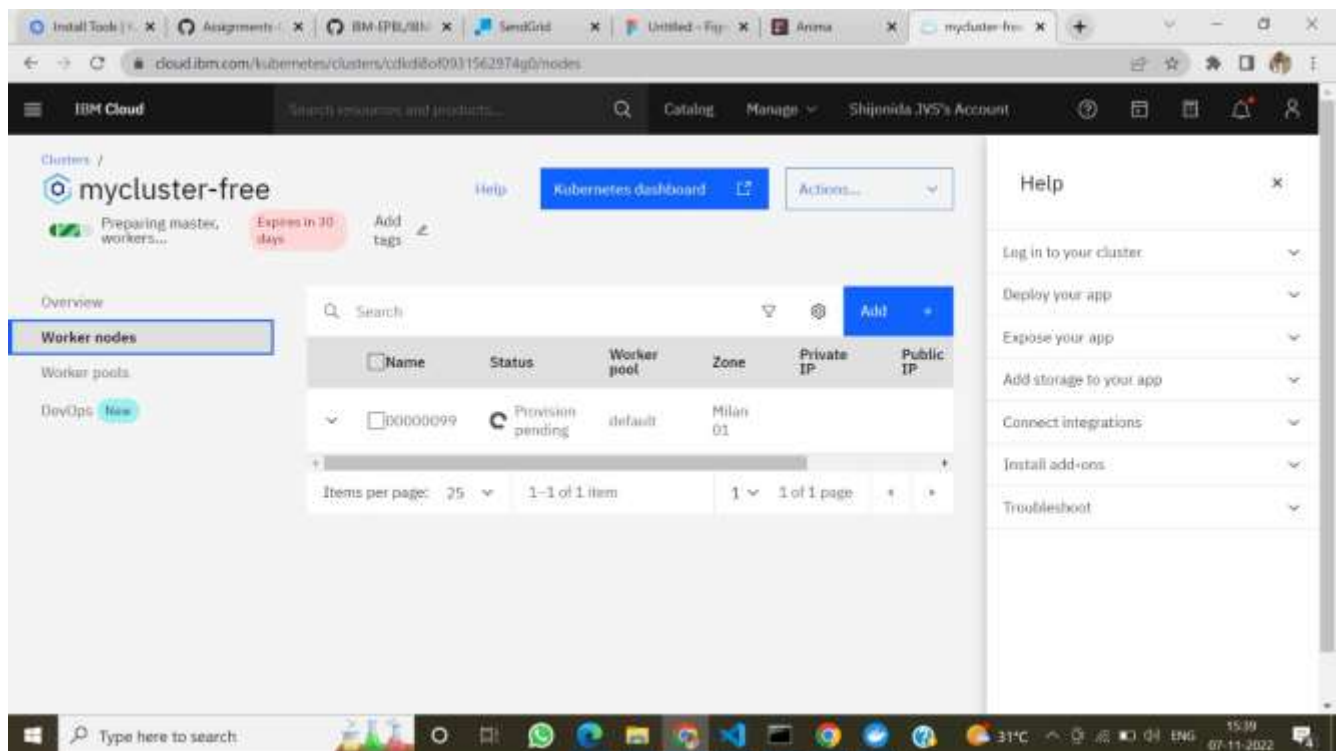 Install Tools |
Assignments
IBM-EPBL/IBM
SendGrid
Untitled – Fig
Anima
mycluster-free
cloud.ibm.com/kubernetes/clusters/
IBM Cloud
Search resources and products...
Catalog
Manage
Shijonida JVS's Account
Clusters /
mycluster-free
Help
Kubernetes dashboard
Actions...
Preparing master,
workers...
Expires in 30
days
Add
tags
Overview
Worker nodes
Worker pools
DevOps New
Search
Add +
Name Status Worker pool Zone Private IP Public IP
00000099 Provision pending default Milan 01
Items per page: 25 1–1 of 1 item 1 1 of 1 page
Help
Log in to your cluster
Deploy your app
Expose your app
Add storage to your app
Connect integrations
Install add-ons
Troubleshoot
Type here to search
31°C
ENG
15:39
07-11-2022